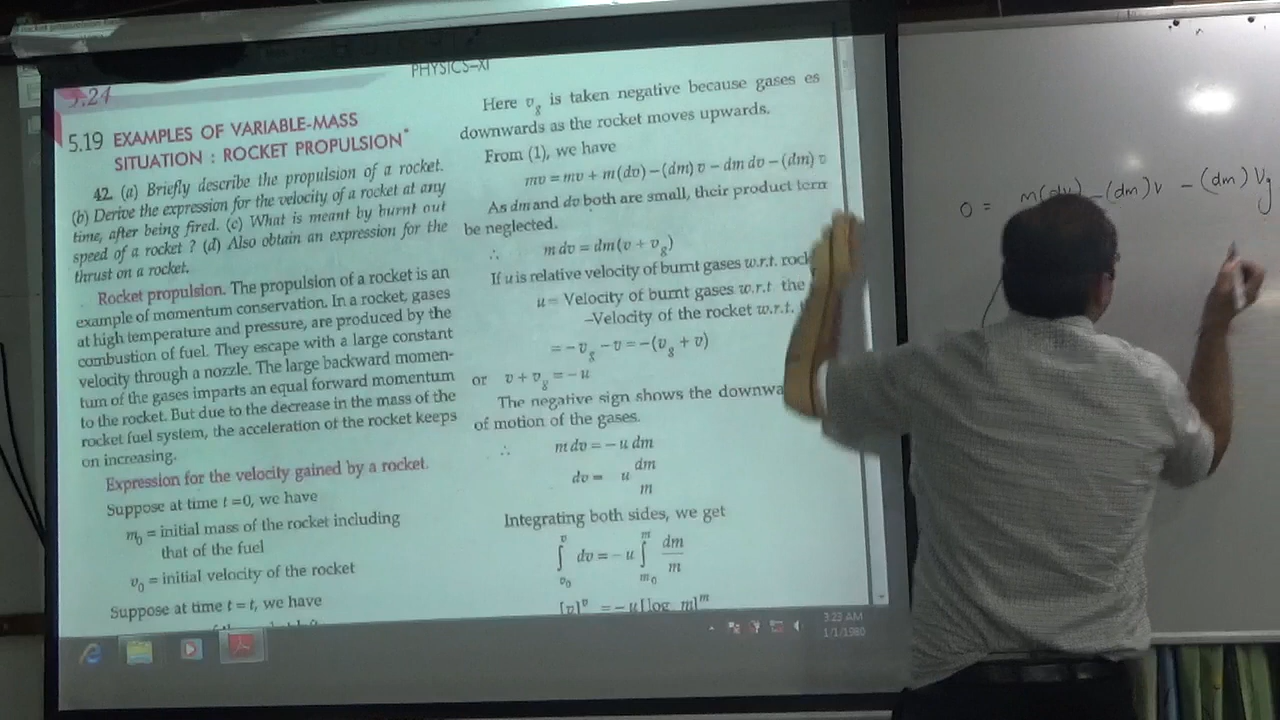 PHYSICS–XI
5.24
5.19 EXAMPLES OF VARIABLE-MASS
SITUATION : ROCKET PROPULSION*
42. (a) Briefly describe the propulsion of a rocket.
(b) Derive the expression for the velocity of a rocket at any
time, after being fired. (c) What is meant by burnt out
speed of a rocket ? (d) Also obtain an expression for the
thrust on a rocket.
Rocket propulsion. The propulsion of a rocket is an
example of momentum conservation. In a rocket, gases
at high temperature and pressure, are produced by the
combustion of fuel. They escape with a large constant
velocity through a nozzle. The large backward momen-
tum of the gases imparts an equal forward momentum
to the rocket. But due to the decrease in the mass of the
rocket fuel system, the acceleration of the rocket keeps
on increasing.
Expression for the velocity gained by a rocket.
Suppose at time t =0, we have
m₀ = initial mass of the rocket including
that of the fuel
v₀ = initial velocity of the rocket
Suppose at time t = t, we have
Here v_g is taken negative because gases es
downwards as the rocket moves upwards.
From (1), we have
mv = mv + m(dv) – (dm) v – dm dv – (dm) v
As dm and dv both are small, their product term
be neglected.
∴ m dv = dm (v + v_g)
If u is relative velocity of burnt gases w.r.t. rock
u = Velocity of burnt gases w.r.t the
–Velocity of the rocket w.r.t.
= – v_g – v = – (v_g + v)
or v + v_g = – u
The negative sign shows the downwa
of motion of the gases.
∴ m dv = – u dm
dv = u dm/m
Integrating both sides, we get
∫_{v₀}^{v} dv = – u ∫_{m₀}^{m} dm/m
[v]^v = – u [log m]^m
3:23 AM
1/1/1980
0 = m(dv) – (dm) v – (dm) v_g